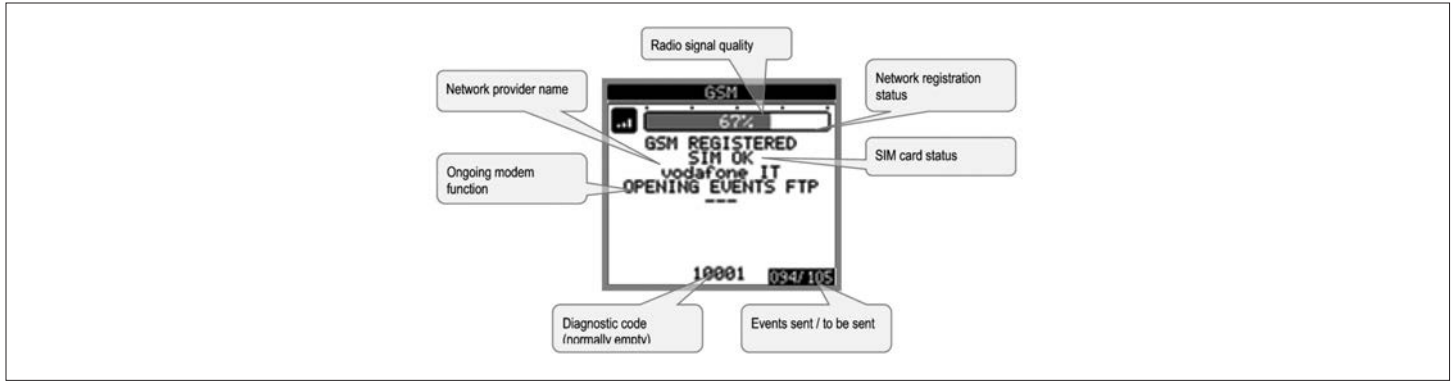 Radio signal quality
Network provider name
Network registration
status
GSM
67%
GSM REGISTERED
SIM OK
vodafone IT
OPENING EVENTS FTP
---
SIM card status
Ongoing modem
function
10001
094/105
Diagnostic code
(normally empty)
Events sent / to be sent